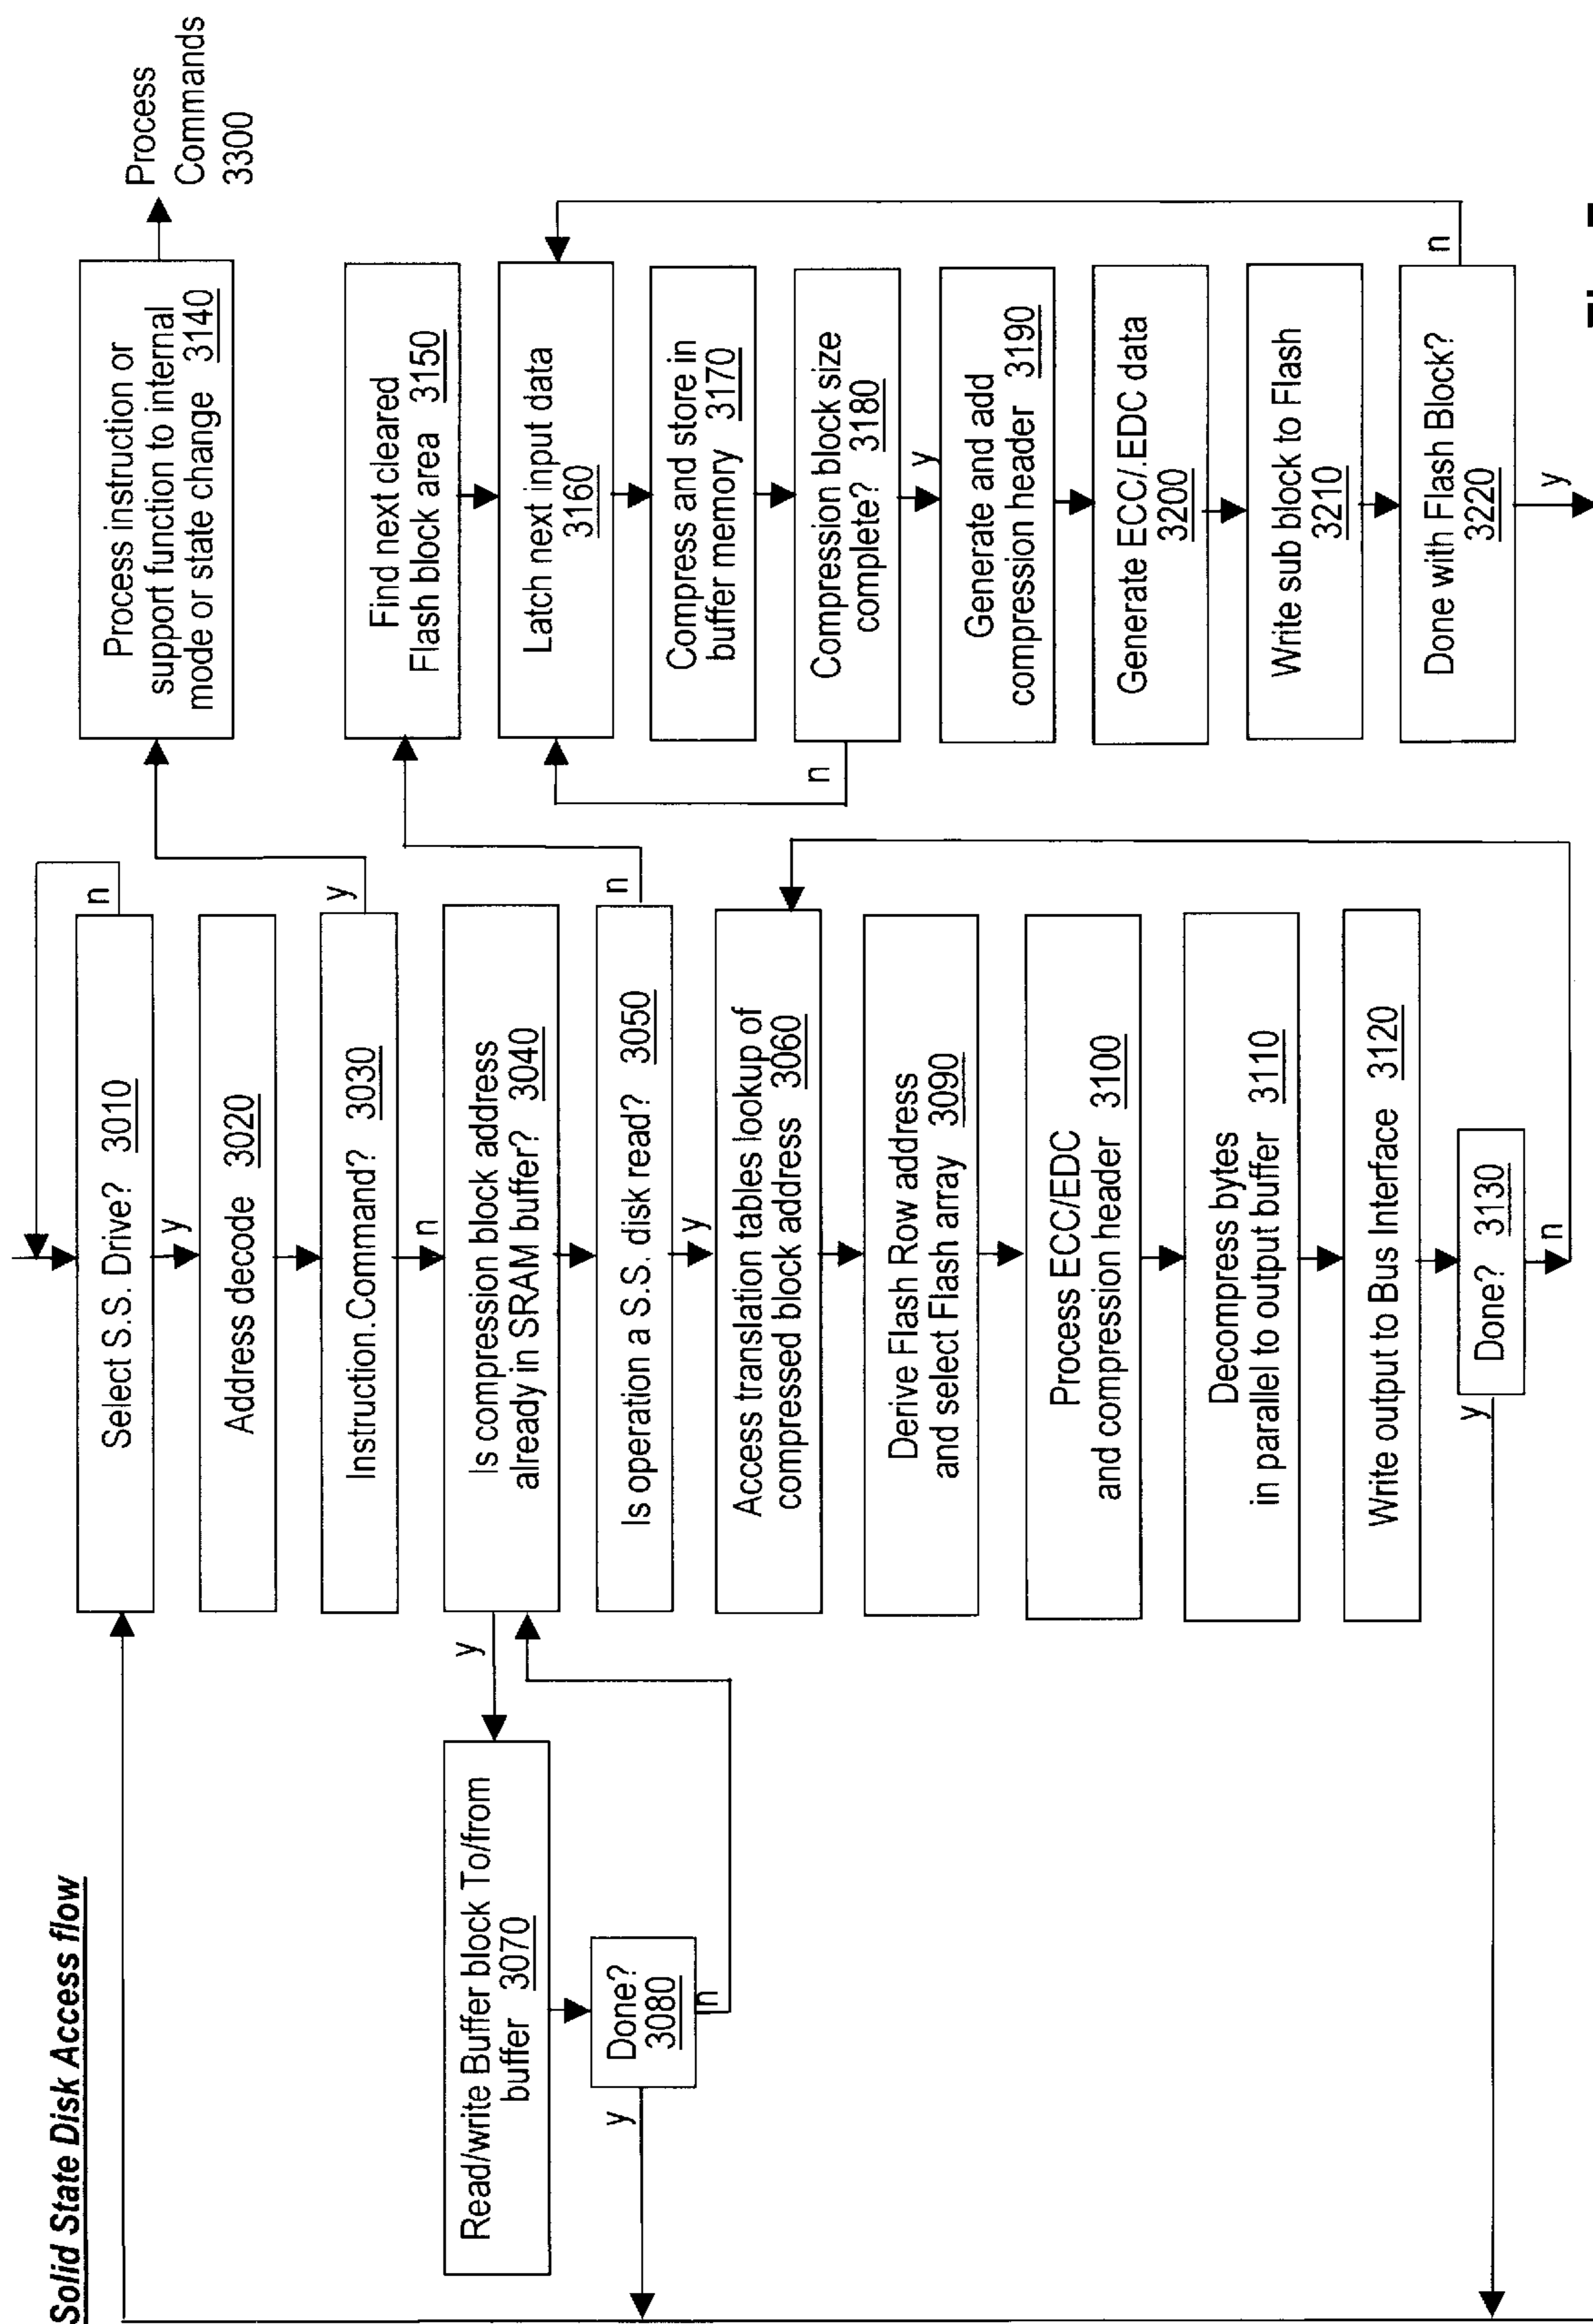 Solid State Disk Access flow
Select S.S. Drive? 3010
n
y
Address decode 3020
Instruction.Command? 3030
y
n
Is compression block address
already in SRAM buffer? 3040
y
Read/write Buffer block To/from
buffer 3070
Done?
3080
y
n
Is operation a S.S. disk read? 3050
n
y
Access translation tables lookup of
compressed block address 3060
Derive Flash Row address
and select Flash array 3090
Process ECC/EDC
and compression header 3100
Decompress bytes
in parallel to output buffer 3110
Write output to Bus Interface 3120
Done? 3130
y
n
Process instruction or
support function to internal
mode or state change 3140
Process
Commands
3300
Find next cleared
Flash block area 3150
Latch next input data
3160
Compress and store in
buffer memory 3170
Compression block size
complete? 3180
n
y
Generate and add
compression header 3190
Generate ECC/.EDC data
3200
Write sub block to Flash
3210
Done with Flash Block?
3220
n
y